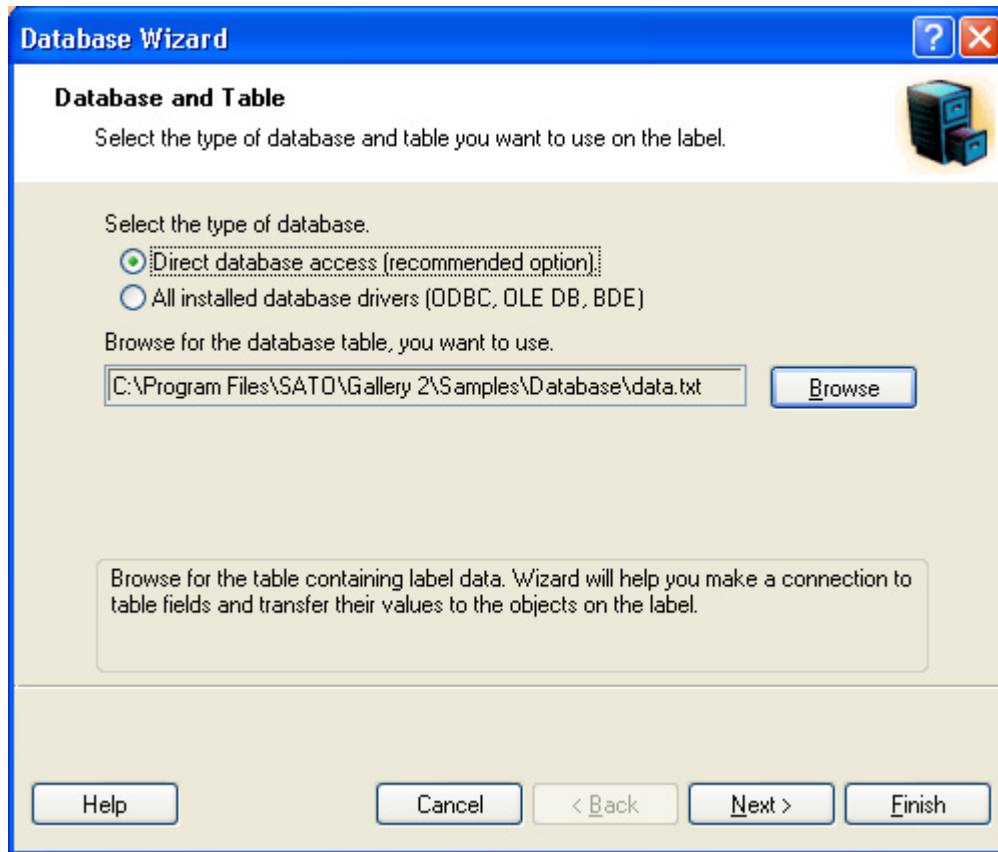 Database Wizard
Database and Table
Select the type of database and table you want to use on the label.
Select the type of database.
Direct database access (recommended option).
All installed database drivers (ODBC, OLE DB, BDE)
Browse for the database table, you want to use.
C:\Program Files\SATO\Gallery 2\Samples\Database\data.txt
Browse
Browse for the table containing label data. Wizard will help you make a connection to
table fields and transfer their values to the objects on the label.
Help
Cancel
< Back
Next >
Finish